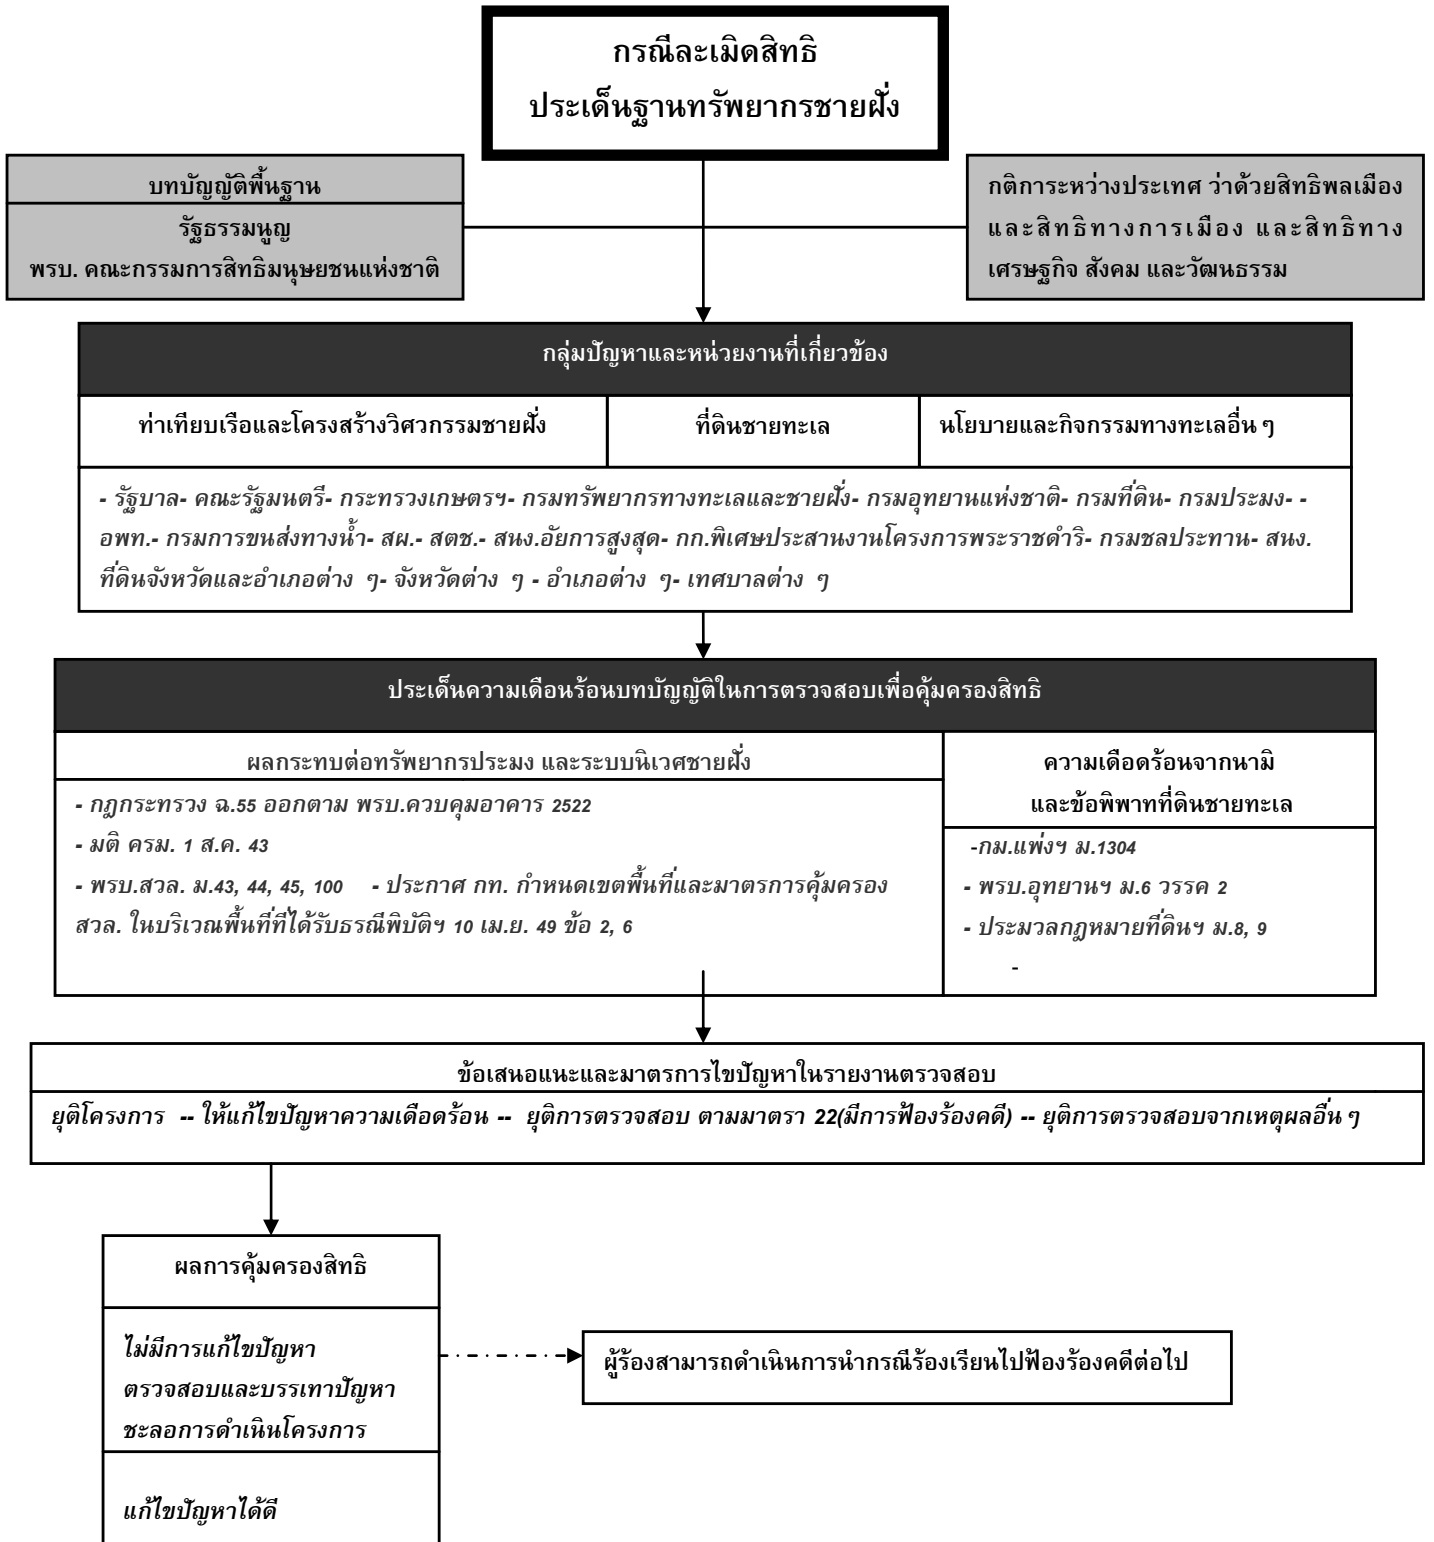 กรณีละเมิดสิทธิ
ประเด็นฐานทรัพยากรชายฝั่ง
บทบัญญัติพื้นฐาน
รัฐธรรมนูญ
พรบ. คณะกรรมการสิทธิมนุษยชนแห่งชาติ
กติการะหว่างประเทศ ว่าด้วยสิทธิพลเมือง
และสิทธิทางการเมือง และสิทธิทาง
เศรษฐกิจ สังคม และวัฒนธรรม
กลุ่มปัญหาและหน่วยงานที่เกี่ยวข้อง
ท่าเทียบเรือและโครงสร้างวิศวกรรมชายฝั่ง
ที่ดินชายทะเล
นโยบายและกิจกรรมทางทะเลอื่น ๆ
- รัฐบาล- คณะรัฐมนตรี- กระทรวงเกษตรฯ- กรมทรัพยากรทางทะเลและชายฝั่ง- กรมอุทยานแห่งชาติ- กรมที่ดิน- กรมประมง- -
อพท.- กรมการขนส่งทางน้ำ- สผ.- สตช.- สนง.อัยการสูงสุด- กก.พิเศษประสานงานโครงการพระราชดำริ- กรมชลประทาน- สนง.
ที่ดินจังหวัดและอำเภอต่าง ๆ- จังหวัดต่าง ๆ - อำเภอต่าง ๆ- เทศบาลต่าง ๆ
ประเด็นความเดือนร้อนบทบัญญัติในการตรวจสอบเพื่อคุ้มครองสิทธิ
ผลกระทบต่อทรัพยากรประมง และระบบนิเวศชายฝั่ง
- กฎกระทรวง ฉ.55 ออกตาม พรบ.ควบคุมอาคาร 2522
- มติ ครม. 1 ส.ค. 43
- พรบ.สวล. ม.43, 44, 45, 100 - ประกาศ กท. กำหนดเขตพื้นที่และมาตรการคุ้มครอง
สวล. ในบริเวณพื้นที่ที่ได้รับธรณีพิบัติฯ 10 เม.ย. 49 ข้อ 2, 6
ความเดือดร้อนจากนามิ
และข้อพิพาทที่ดินชายทะเล
-กม.แพ่งฯ ม.1304
- พรบ.อุทยานฯ ม.6 วรรค 2
- ประมวลกฎหมายที่ดินฯ ม.8, 9
-
ข้อเสนอแนะและมาตรการไขปัญหาในรายงานตรวจสอบ
ยุติโครงการ -- ให้แก้ไขปัญหาความเดือดร้อน -- ยุติการตรวจสอบ ตามมาตรา 22(มีการฟ้องร้องคดี) -- ยุติการตรวจสอบจากเหตุผลอื่น ๆ
ผลการคุ้มครองสิทธิ
ไม่มีการแก้ไขปัญหา
ตรวจสอบและบรรเทาปัญหา
ชะลอการดำเนินโครงการ
ผู้ร้องสามารถดำเนินการนำกรณีร้องเรียนไปฟ้องร้องคดีต่อไป
แก้ไขปัญหาได้ดี